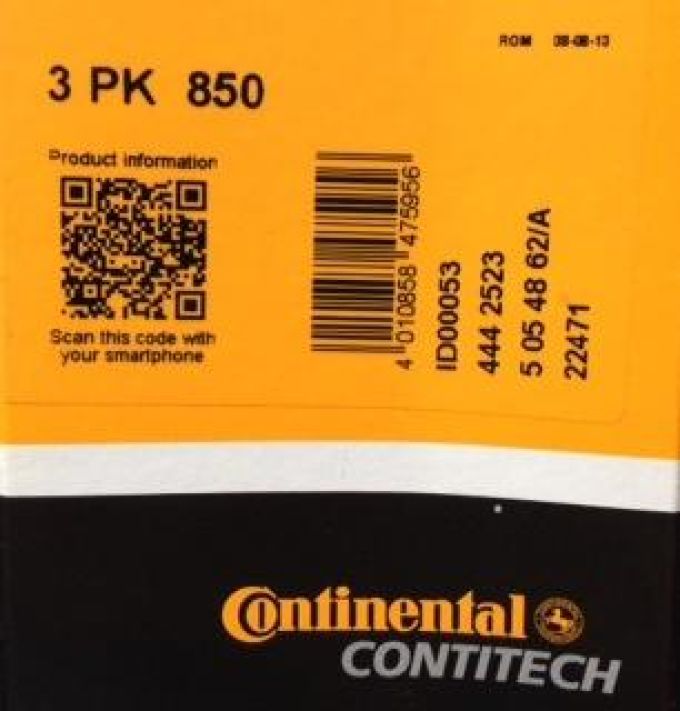 ROM 08-08-13
3 PK 850
Product information
Scan this code with
your smartphone
4 010858 475956
ID00053
444 2523
5 05 48 62/A
22471
Continental
CONTITECH